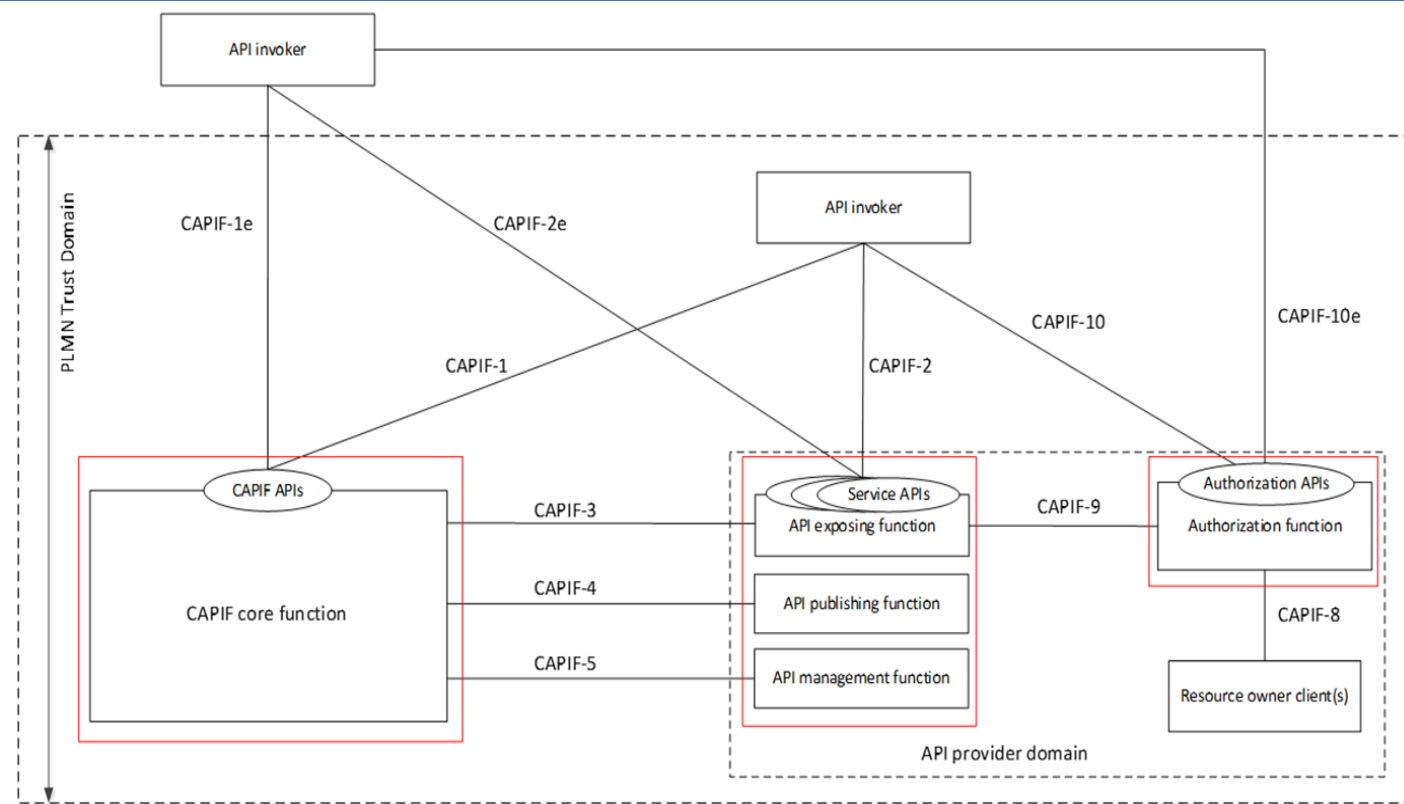 API invoker
PLMN Trust Domain
CAPIF-1e
CAPIF-2e
API invoker
CAPIF-10e
CAPIF-1
CAPIF-2
CAPIF-10
CAPIF APIs
CAPIF core function
CAPIF-3
CAPIF-4
CAPIF-5
Service APIs
API exposing function
API publishing function
API management function
CAPIF-9
Authorization APIs
Authorization function
CAPIF-8
Resource owner client(s)
API provider domain